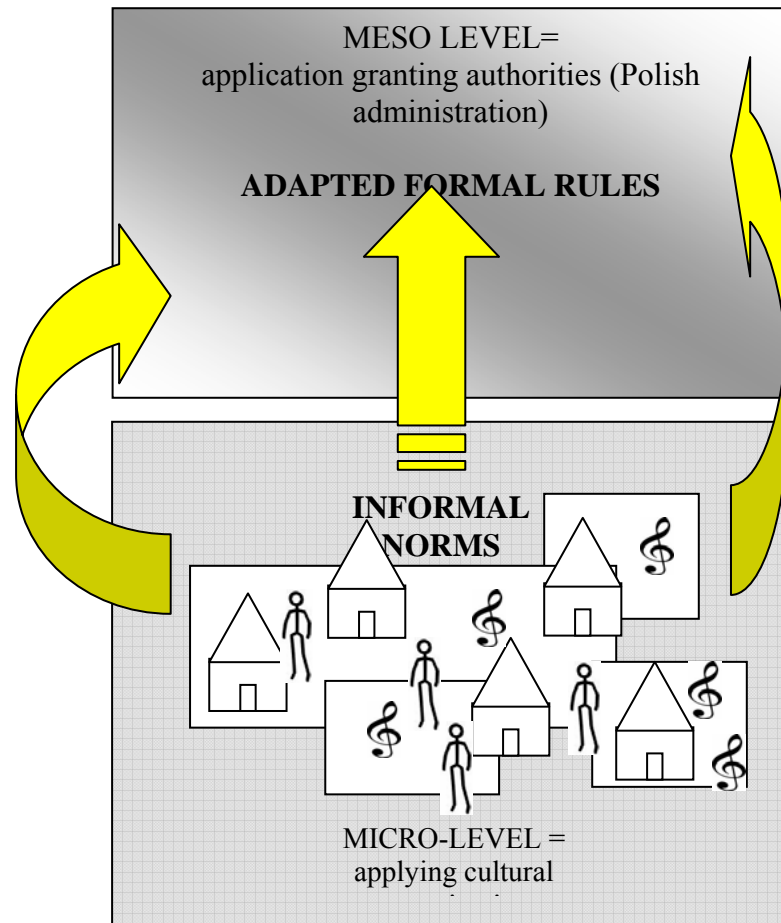 MESO LEVEL=
application granting authorities (Polish
administration)
ADAPTED FORMAL RULES
INFORMAL
NORMS
MICRO-LEVEL =
applying cultural